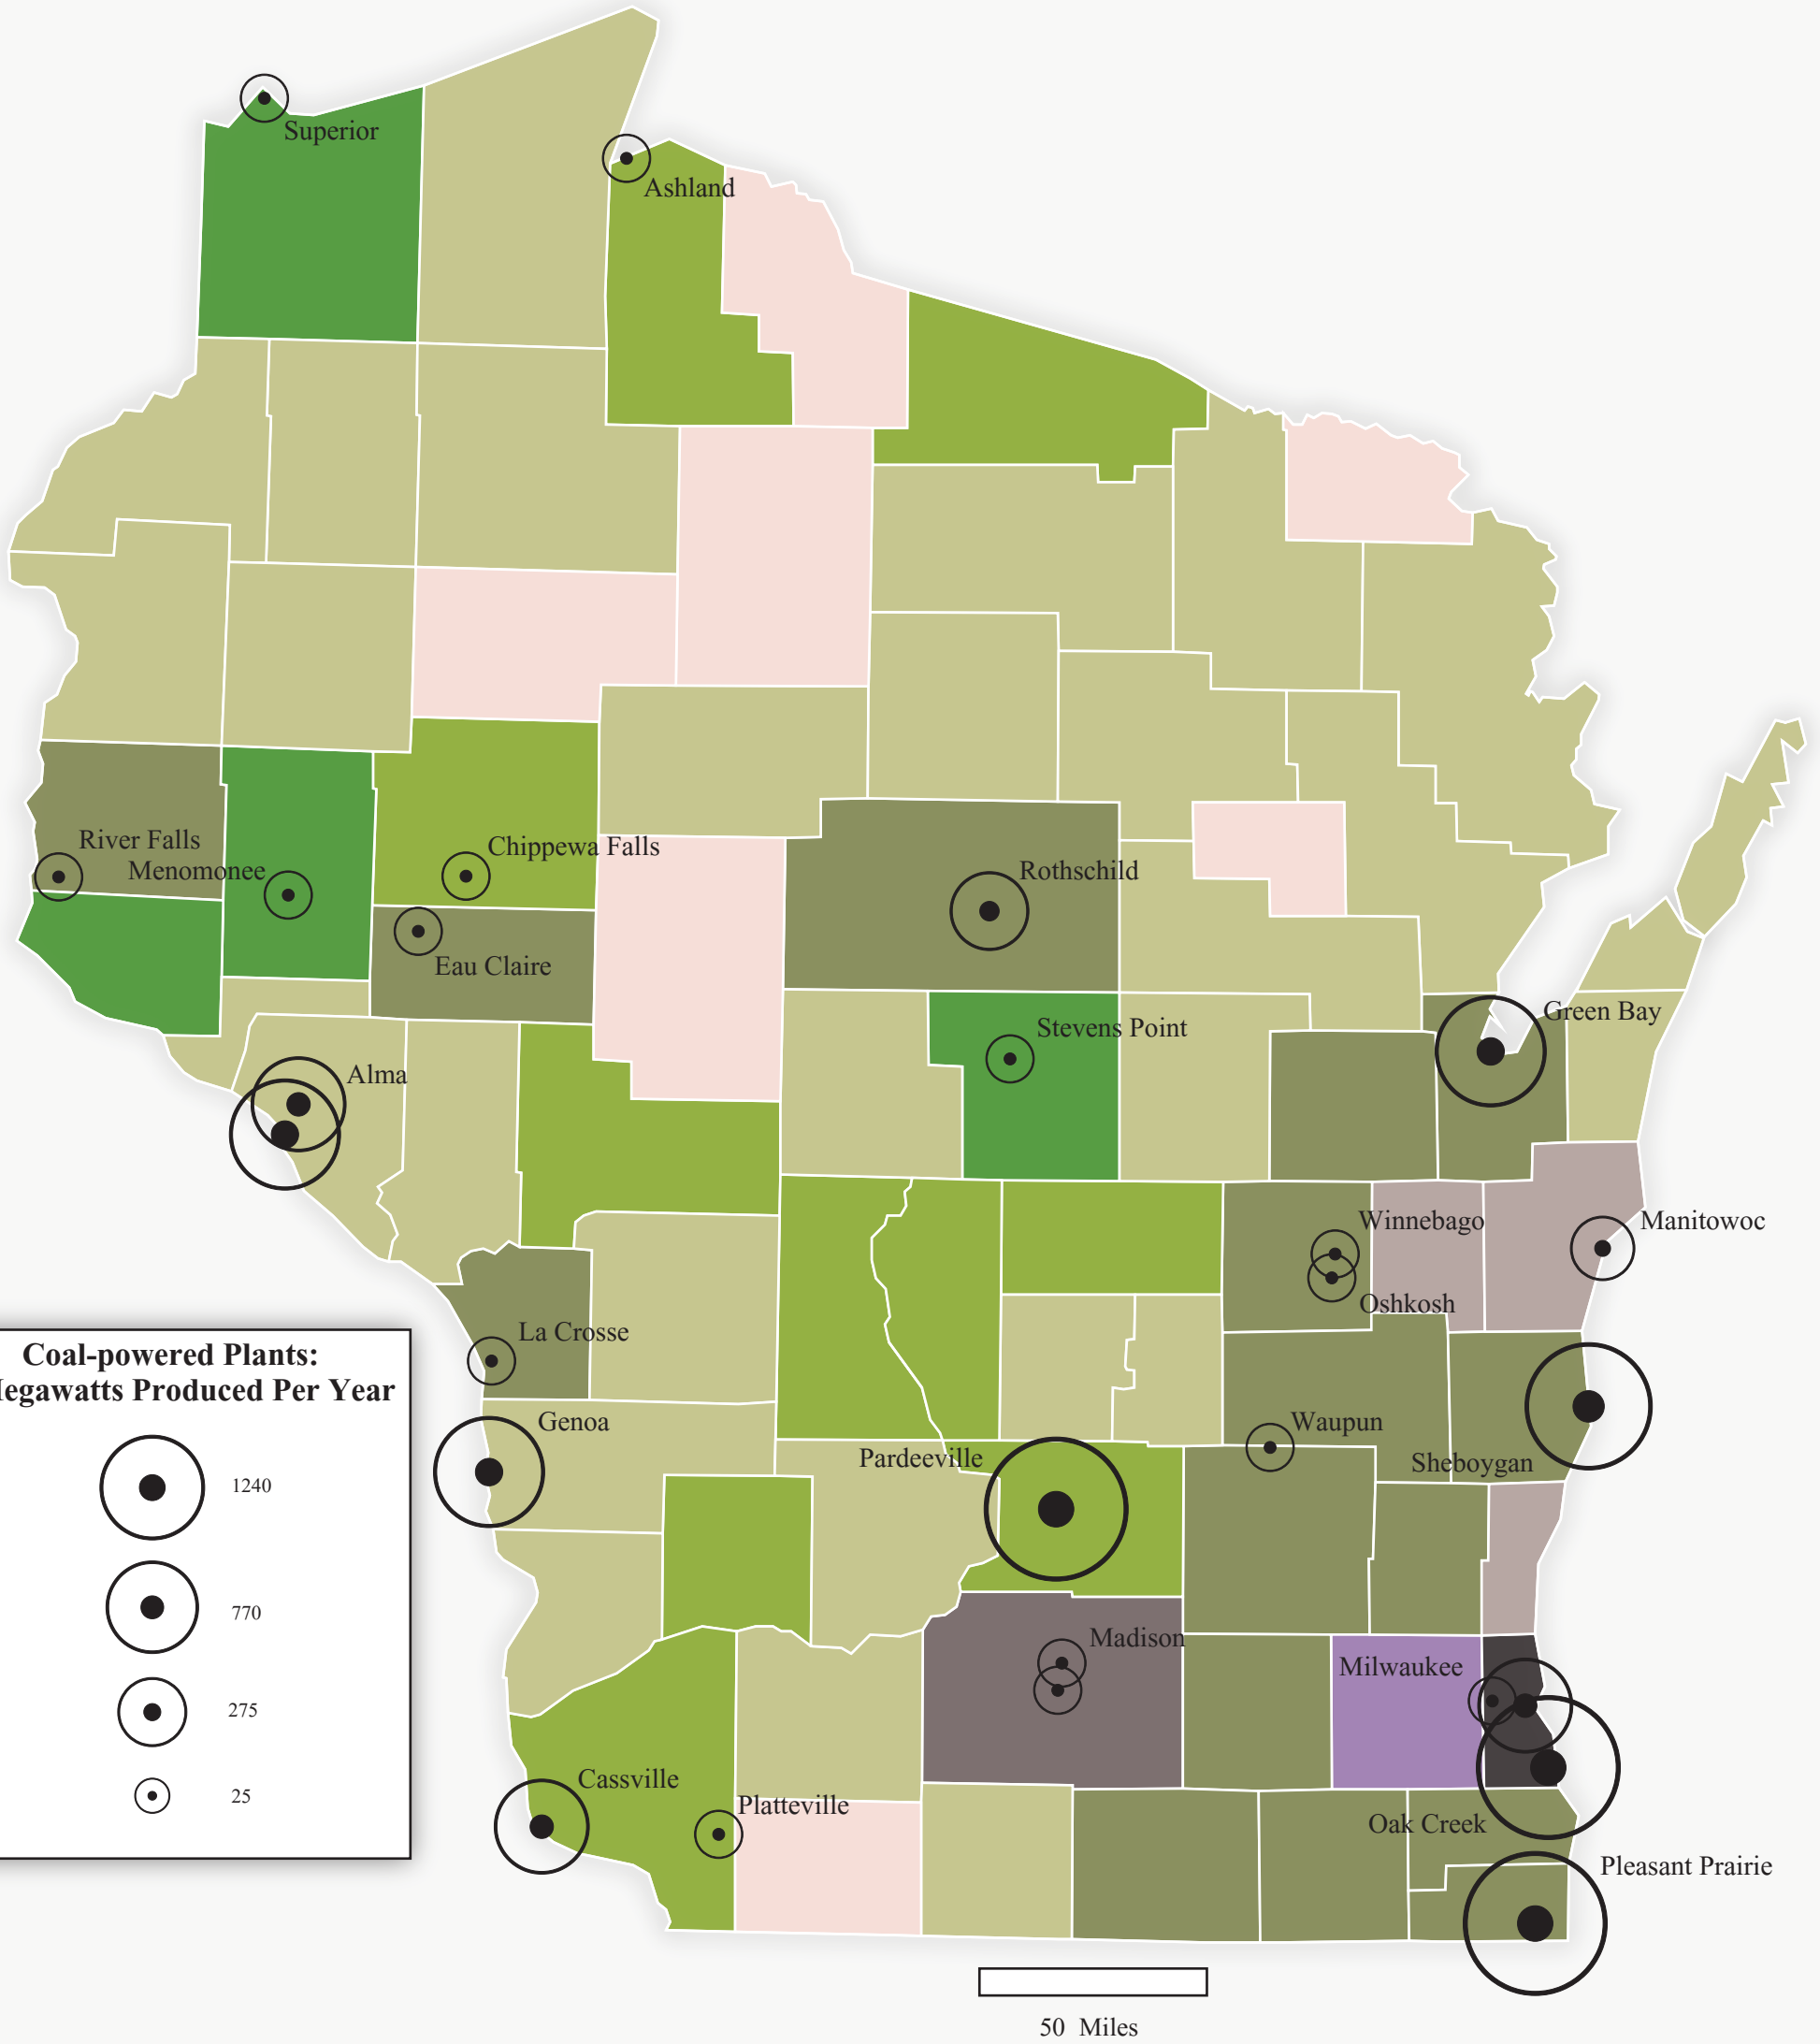 Superior
Ashland
River Falls
Menomonee
Chippewa Falls
Rothschild
Eau Claire
Stevens Point
Green Bay
Alma
Winnebago
Manitowoc
Oshkosh
La Crosse
Genoa
Waupun
Pardeeville
Sheboygan
Madison
Milwaukee
Cassville
Platteville
Oak Creek
Pleasant Prairie
Coal-powered Plants:
egawatts Produced Per Year
1240
770
275
25
50 Miles